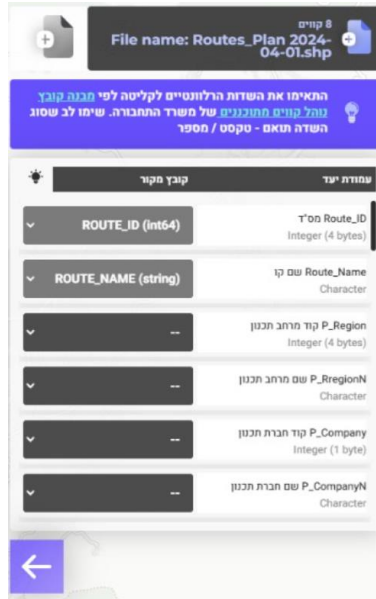 8 קווים
File name: Routes_Plan 2024-
04-01.shp
התאימו את השדות הרלוונטיים לקליטה לפי מבנה קובץ
נוהל קווים מתוכננים של משרד התחבורה. שימו לב שסוג
השדה תואם - טקסט / מספר
עמודת יעד קובץ מקור
Route_ID מס"ד
Integer (4 bytes)
ROUTE_ID (int64)
Route_Name שם קו
Character
ROUTE_NAME (string)
P_Region קוד מרחב תכנון
Integer (4 bytes)
--
P_RregionN שם מרחב תכנון
Character
--
P_Company קוד חברת תכנון
Integer (1 byte)
--
P_CompanyN שם חברת תכנון
Character
--